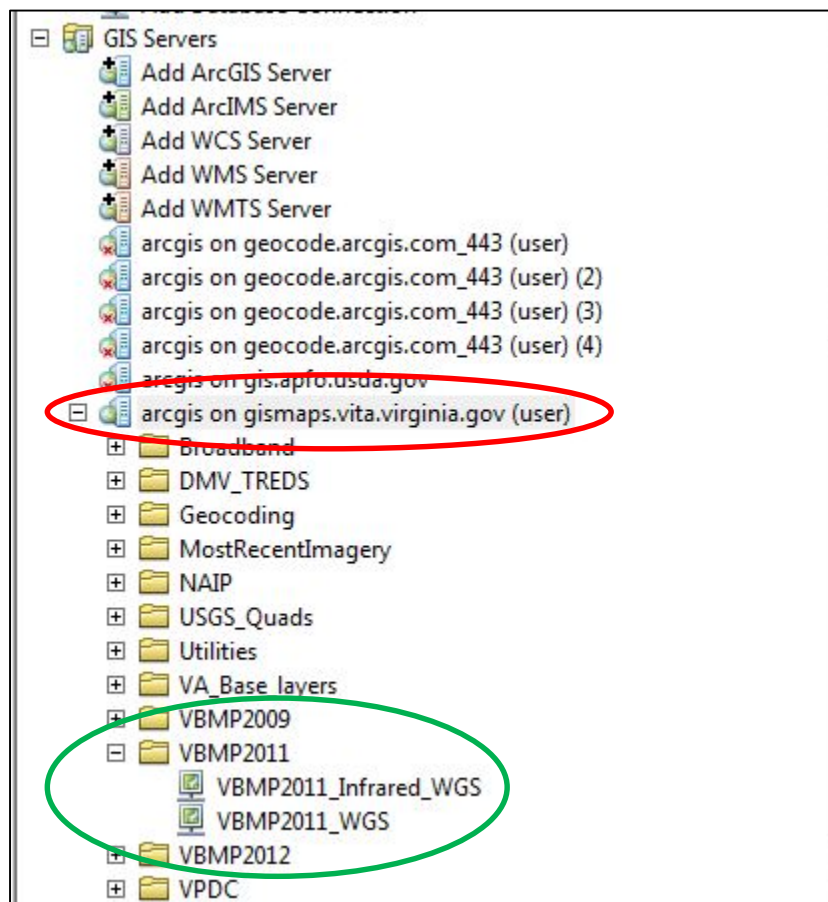 Add Database Connection
GIS Servers
Add ArcGIS Server
Add ArcIMS Server
Add WCS Server
Add WMS Server
Add WMTS Server
arcgis on geocode.arcgis.com_443 (user)
arcgis on geocode.arcgis.com_443 (user) (2)
arcgis on geocode.arcgis.com_443 (user) (3)
arcgis on geocode.arcgis.com_443 (user) (4)
arcgis on gis.apfo.usda.gov
arcgis on gismaps.vita.virginia.gov (user)
Broadband
DMV_TREDS
Geocoding
MostRecentImagery
NAIP
USGS_Quads
Utilities
VA_Base_layers
VBMP2009
VBMP2011
VBMP2011_Infrared_WGS
VBMP2011_WGS
VBMP2012
VPDC